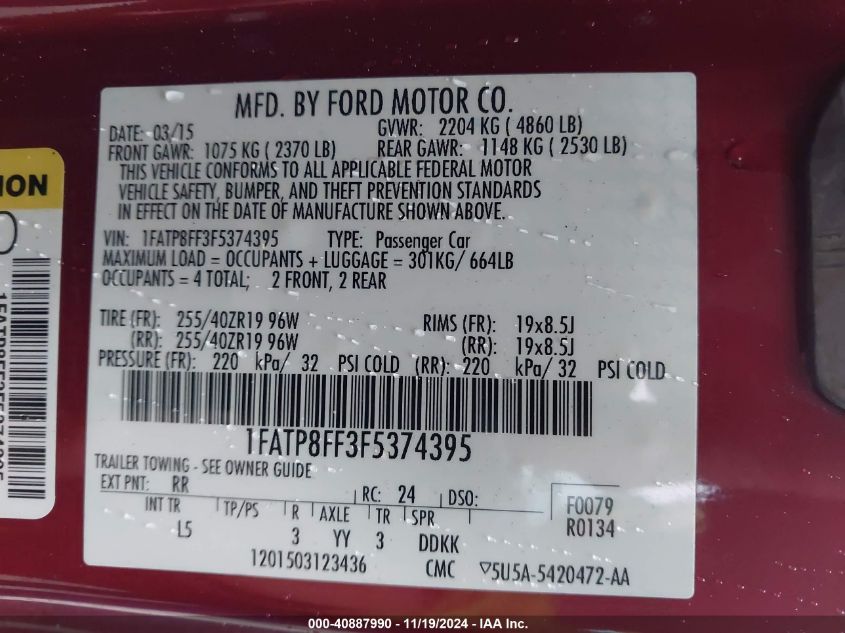 MFD. BY FORD MOTOR CO.
DATE: 03/15 GVWR: 2204 KG ( 4860 LB)
FRONT GAWR: 1075 KG ( 2370 LB) REAR GAWR: 1148 KG ( 2530 LB)
THIS VEHICLE CONFORMS TO ALL APPLICABLE FEDERAL MOTOR
VEHICLE SAFETY, BUMPER, AND THEFT PREVENTION STANDARDS
IN EFFECT ON THE DATE OF MANUFACTURE SHOWN ABOVE.
VIN: 1FATP8FF3F5374395 TYPE: Passenger Car
MAXIMUM LOAD = OCCUPANTS + LUGGAGE = 301KG/ 664LB
OCCUPANTS = 4 TOTAL; 2 FRONT, 2 REAR
TIRE (FR): 255/40ZR19 96W RIMS (FR): 19x8.5J
(RR): 255/40ZR19 96W (RR): 19x8.5J
PRESSURE (FR): 220 kPa/ 32 PSI COLD (RR): 220 kPa/ 32 PSI COLD
1FATP8FF3F5374395
TRAILER TOWING - SEE OWNER GUIDE
EXT PNT: RR RC: 24 DSO: F0079
INT TR TP/PS R AXLE TR SPR R0134
L5 3 YY 3 DDKK
1201503123436 CMC ▽5U5A-5420472-AA
ION
1FATP8FF3F5374395
000-40887990 - 11/19/2024 - IAA Inc.